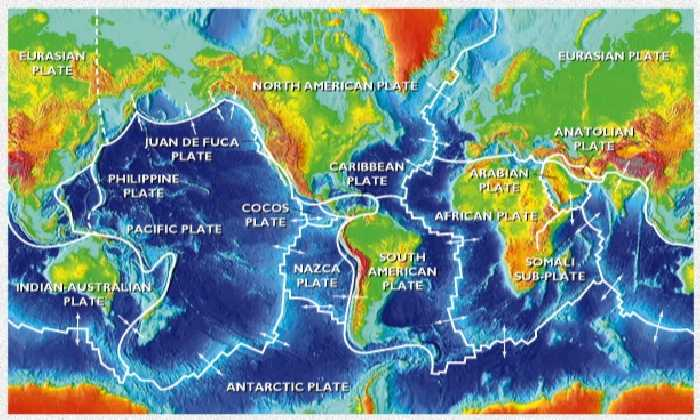 EURASIAN
PLATE
EURASIAN PLATE
NORTH AMERICAN PLATE
ANATOLIAN
PLATE
JUAN DE FUCA
PLATE
CARIBBEAN
PLATE
ARABIAN
PLATE
PHILIPPINE
PLATE
COCOS
PLATE
AFRICAN PLATE
PACIFIC PLATE
NAZCA
PLATE
SOUTH
AMERICAN
PLATE
SOMALI
SUB-PLATE
INDIAN-AUSTRALIAN
PLATE
ANTARCTIC PLATE